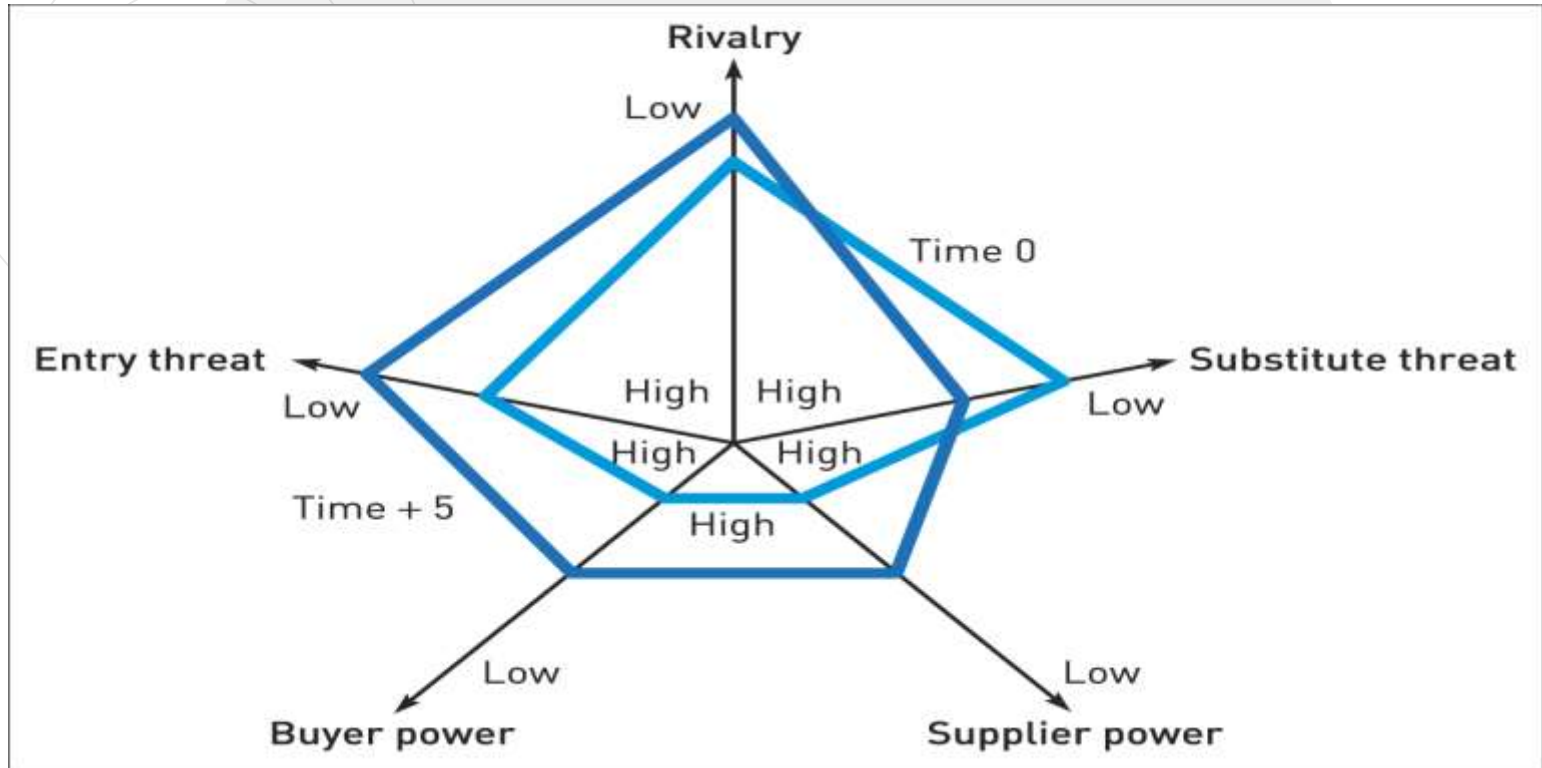 Rivalry
Low
Time 0
Entry threat
Substitute threat
High
High
Low
Low
High
High
Time + 5
High
Low
Low
Buyer power
Supplier power